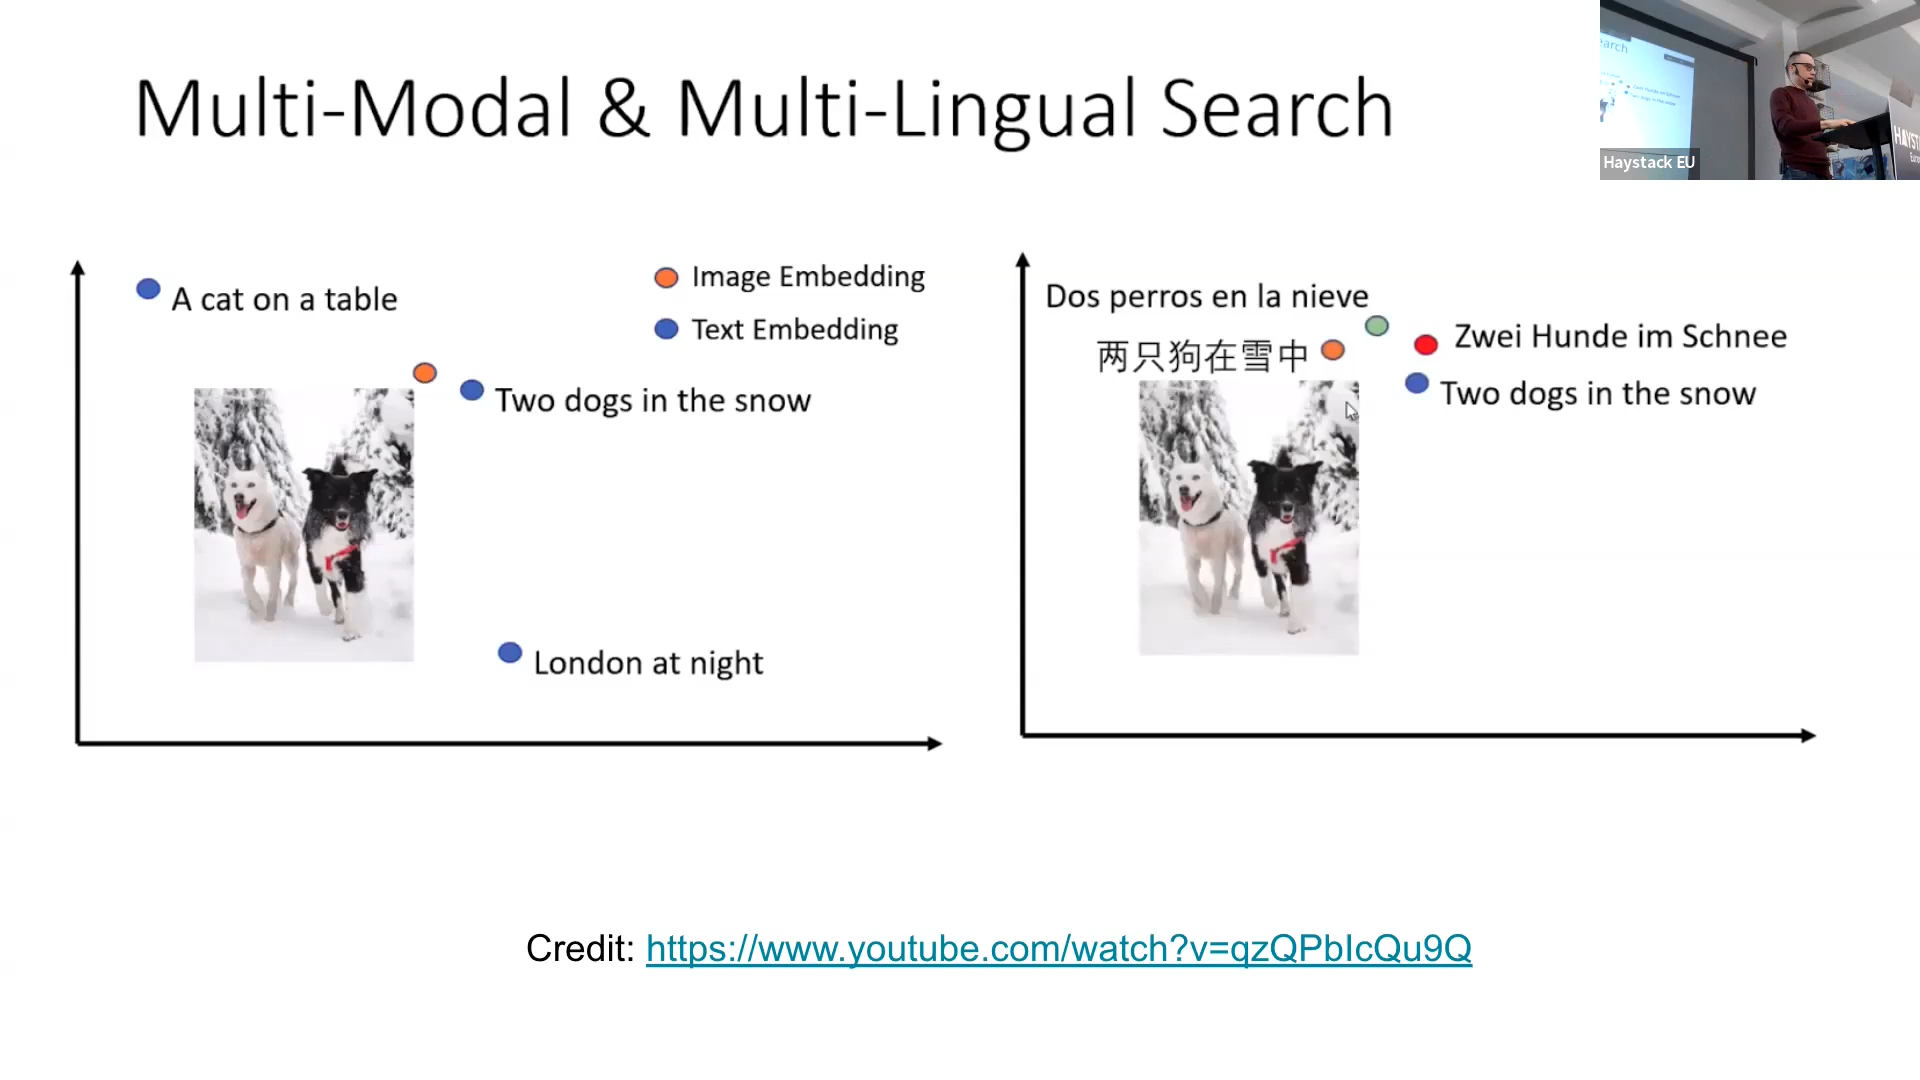 Multi-Modal & Multi-Lingual Search
Haystack EU
A cat on a table
Image Embedding
Text Embedding
Two dogs in the snow
London at night
Dos perros en la nieve
两只狗在雪中
Zwei Hunde im Schnee
Two dogs in the snow
Credit: https://www.youtube.com/watch?v=qzQPbIcQu9Q